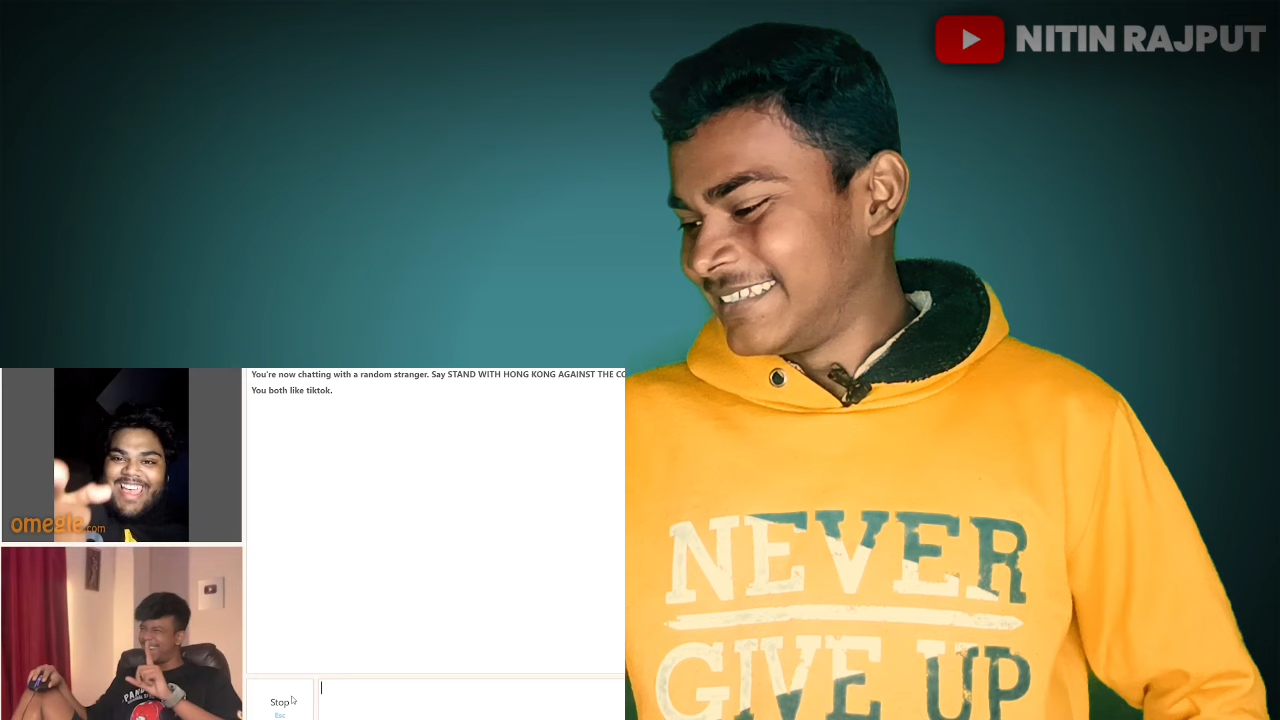 NITIN RAJPUT
You're now chatting with a random stranger. Say STAND WITH HONG KONG AGAINST THE
You both like tiktok.
omegle.com
NEVER
GIVE UP
Stop
Esc